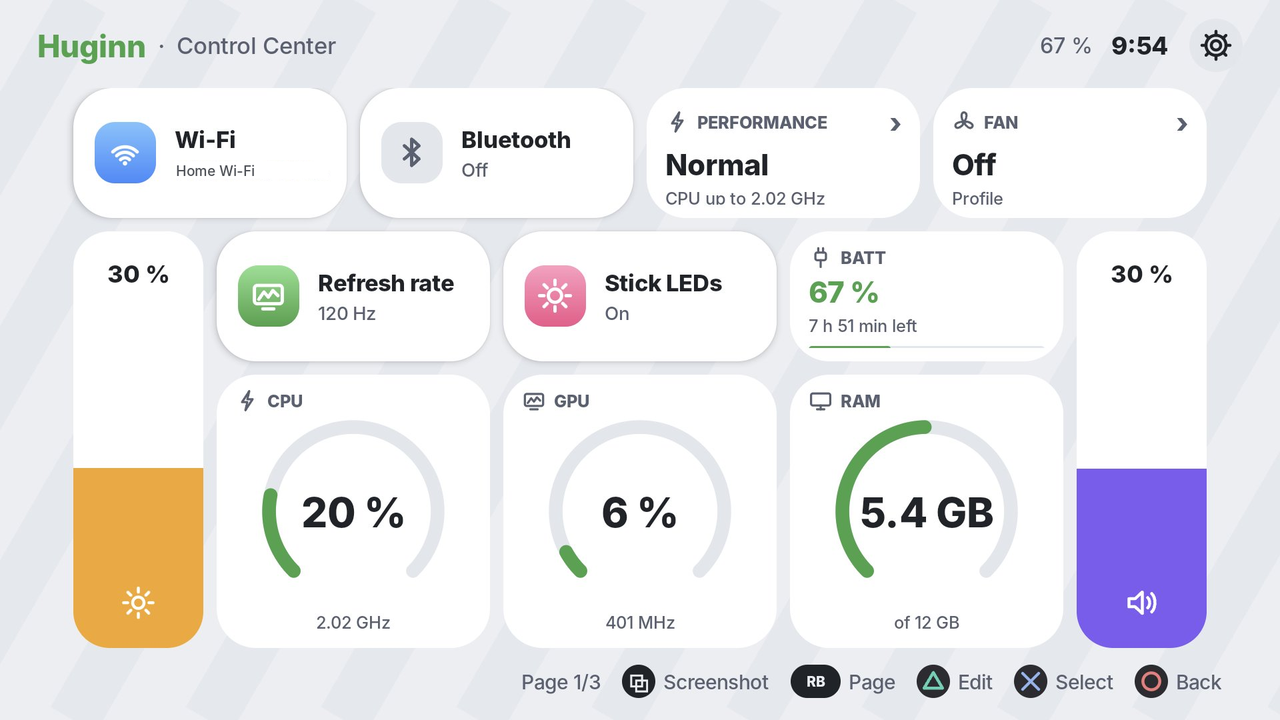 Huginn · Control Center
67 % 9:54
Wi-Fi
Home Wi-Fi
Bluetooth
Off
PERFORMANCE ›
Normal
CPU up to 2.02 GHz
FAN ›
Off
Profile
30 %
Refresh rate
120 Hz
Stick LEDs
On
BATT
67 %
7 h 51 min left
30 %
CPU
20 %
2.02 GHz
GPU
6 %
401 MHz
RAM
5.4 GB
of 12 GB
Page 1/3 Screenshot RB Page Edit Select Back